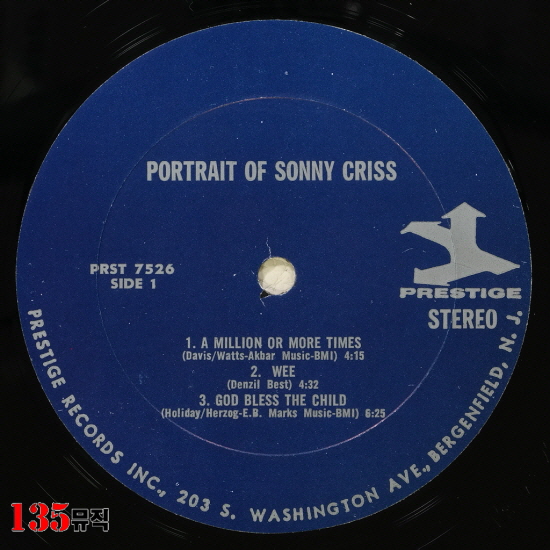 PORTRAIT OF SONNY CRISS
PRST 7526
SIDE 1
PRESTIGE
STEREO
1. A MILLION OR MORE TIMES
(Davis/Watts-Akbar Music-BMI) 4:15
2. WEE
(Denzil Best) 4:32
3. GOD BLESS THE CHILD
(Holiday/Herzog-E.B. Marks Music-BMI) 6:25
PRESTIGE RECORDS INC., 203 S. WASHINGTON AVE., BERGENFIELD, N. J.
135뮤직